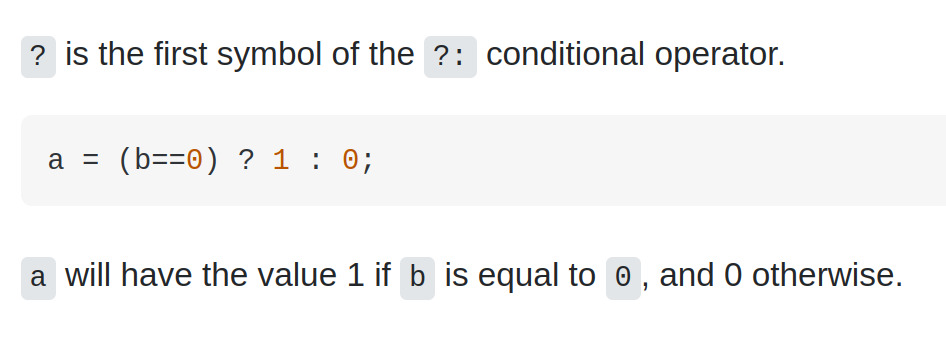 ? is the first symbol of the ?: conditional operator.
a = (b==0) ? 1 : 0;
a will have the value 1 if b is equal to 0, and 0 otherwise.